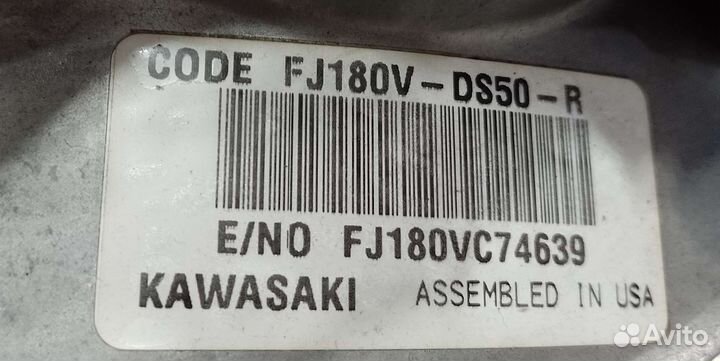 CODE FJ180V-DS50-R
E/NO FJ180VC74639
KAWASAKI ASSEMBLED IN USA
Avito